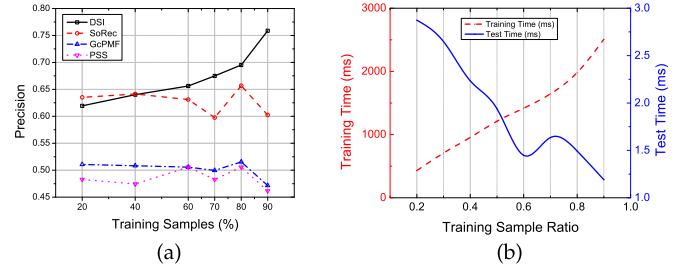 0.80
0.75
0.70
0.65
0.60
0.55
0.50
0.45
Precision
DSI
SoRec
GcPMF
PSS
20 40 60 70 80 90
Training Samples (%)
(a)
3000
2000
1000
0
Training Time (ms)
Training Time (ms)
Test Time (ms)
3.0
2.5
2.0
1.5
1.0
Test Time (ms)
0.2 0.4 0.6 0.8 1.0
Training Sample Ratio
(b)